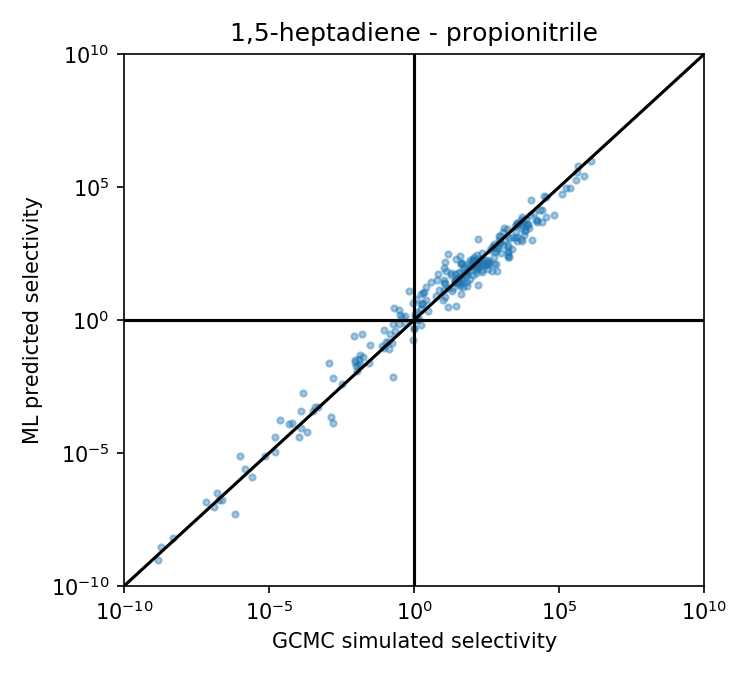 1,5-heptadiene - propionitrile
ML predicted selectivity
10^10
10^5
10^0
10^−5
10^−10
10^−10 10^−5 10^0 10^5 10^10
GCMC simulated selectivity